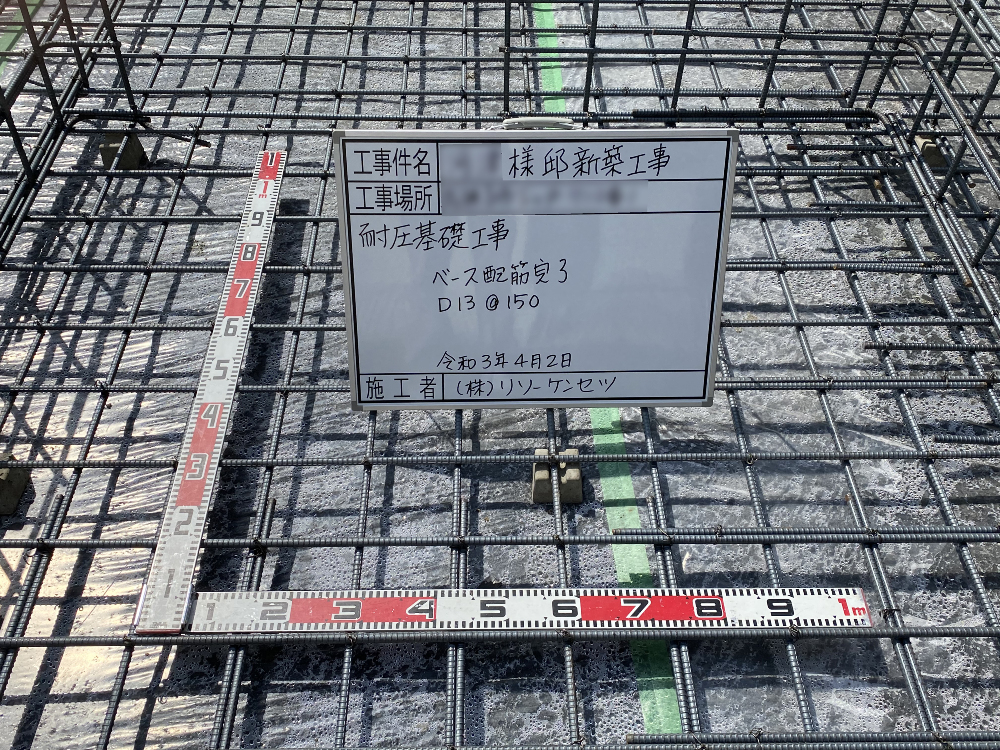 工事件名 様邸新築工事
工事場所
耐圧基礎工事
ベース配筋完了
D13@150
令和3年4月2日
施工者 (株)リソーケンセツ
1m
9
8
7
6
5
4
3
2
1
1 2 3 4 5 6 7 8 9 1m